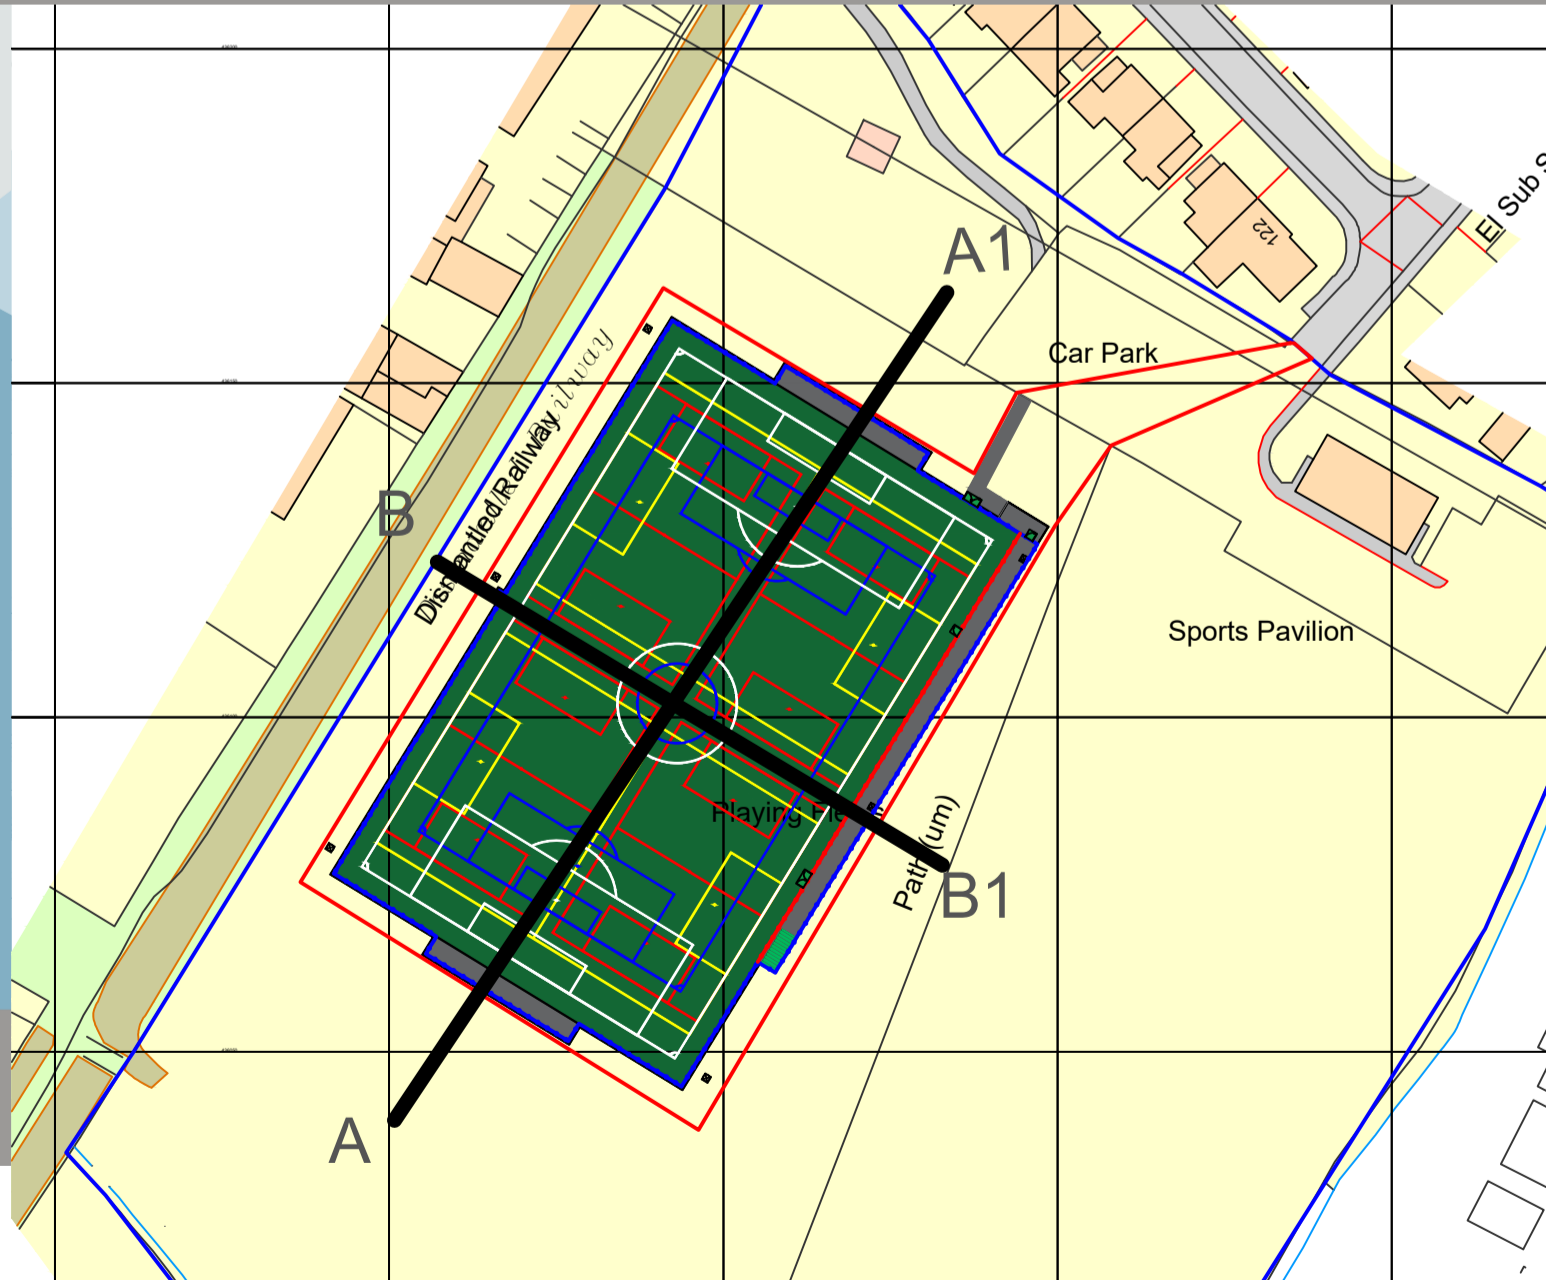 El Sub S
122
A1
Car Park
Dismantled Railway
B
Sports Pavilion
Playing Fie
Path (um)
B1
A